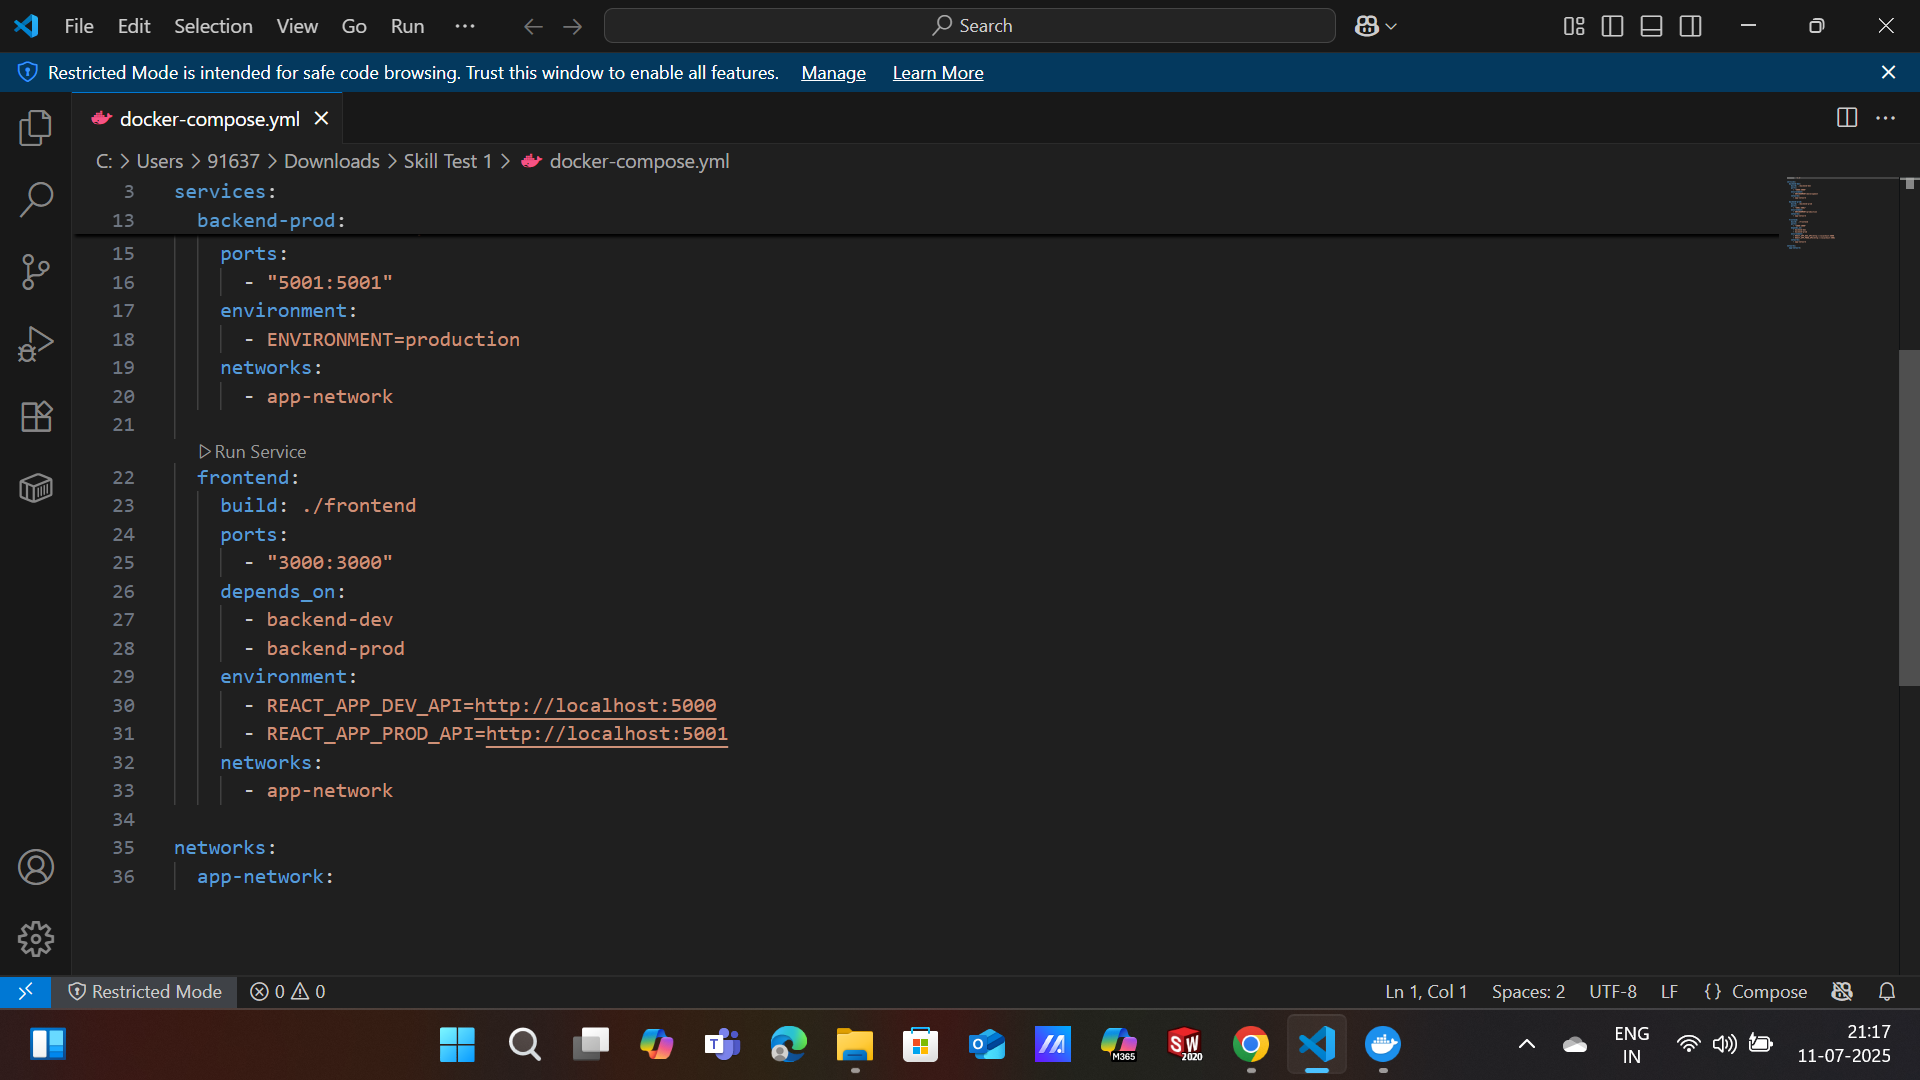 File Edit Selection View Go Run ···
Search
Restricted Mode is intended for safe code browsing. Trust this window to enable all features. Manage Learn More
docker-compose.yml
C: > Users > 91637 > Downloads > Skill Test 1 > docker-compose.yml
3 services:
13 backend-prod:
15 ports:
16 - "5001:5001"
17 environment:
18 - ENVIRONMENT=production
19 networks:
20 - app-network
21
Run Service
22 frontend:
23 build: ./frontend
24 ports:
25 - "3000:3000"
26 depends_on:
27 - backend-dev
28 - backend-prod
29 environment:
30 - REACT_APP_DEV_API=http://localhost:5000
31 - REACT_APP_PROD_API=http://localhost:5001
32 networks:
33 - app-network
34
35 networks:
36 app-network:
Restricted Mode 0 0 Ln 1, Col 1 Spaces: 2 UTF-8 LF {} Compose
T
M365
SW
2020
ENG
IN
21:17
11-07-2025